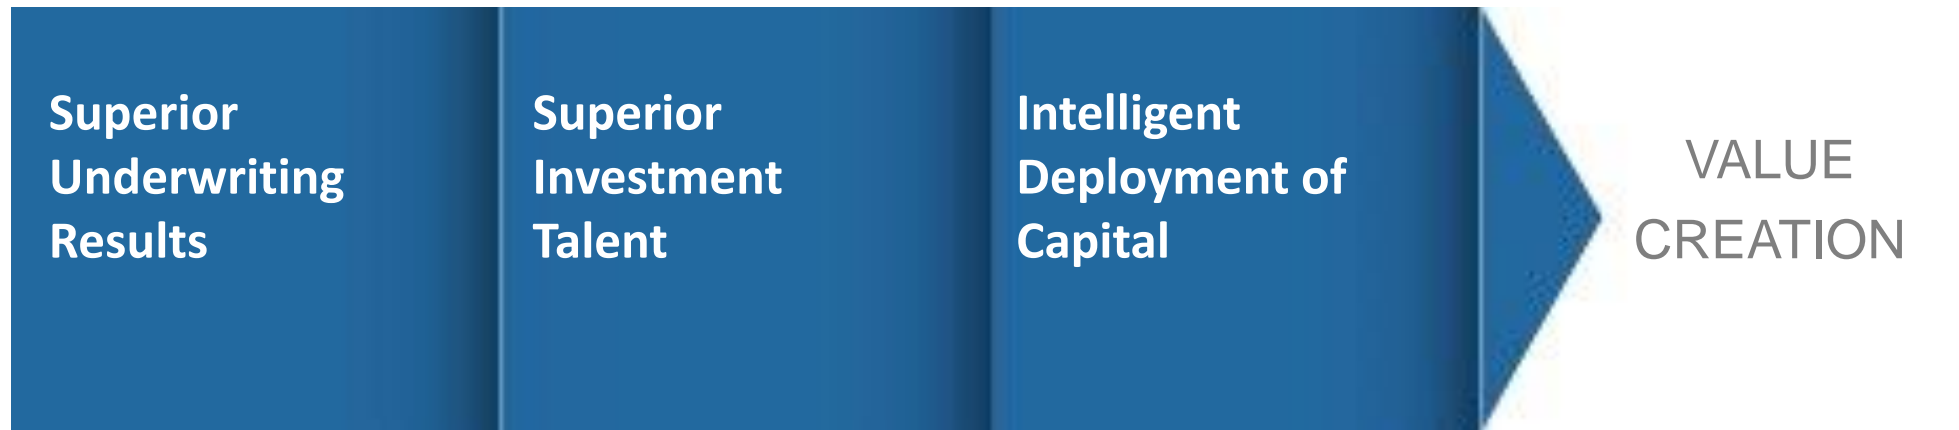 Superior
Underwriting
Results
Superior
Investment
Talent
Intelligent
Deployment of
Capital
VALUE
CREATION